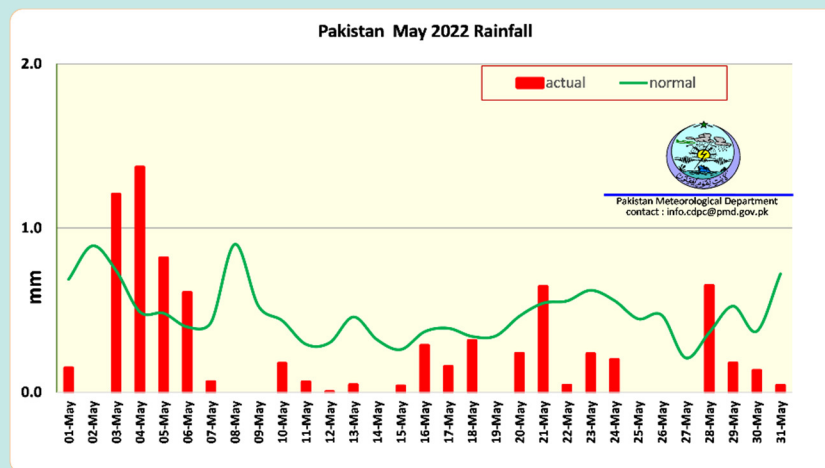 Pakistan May 2022 Rainfall
2.0
actual
normal
Pakistan Meteorological Department
contact : info.cdpc@pmd.gov.pk
1.0
mm
0.0
01-May
02-May
03-May
04-May
05-May
06-May
07-May
08-May
09-May
10-May
11-May
12-May
13-May
14-May
15-May
16-May
17-May
18-May
19-May
20-May
21-May
22-May
23-May
24-May
25-May
26-May
27-May
28-May
29-May
30-May
31-May